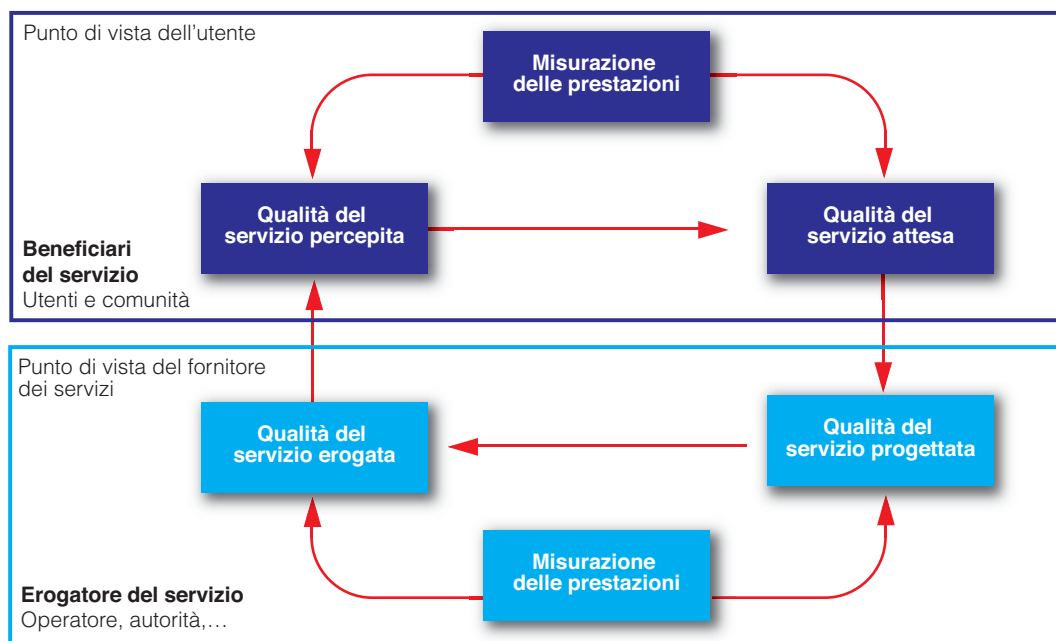 Punto di vista dell'utente
Misurazione
delle prestazioni
Qualità del
servizio percepita
Qualità del
servizio attesa
Beneficiari
del servizio
Utenti e comunità
Punto di vista del fornitore
dei servizi
Qualità del
servizio erogata
Qualità del
servizio progettata
Misurazione
delle prestazioni
Erogatore del servizio
Operatore, autorità,...